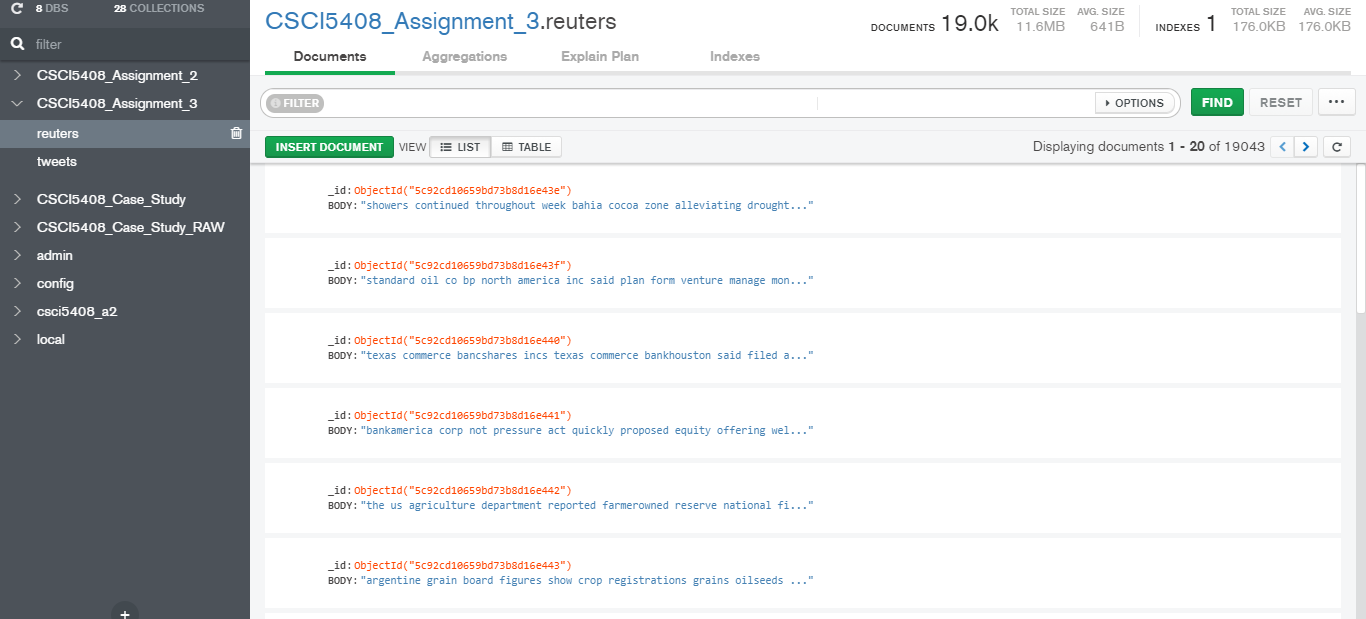 8 DBS 28 COLLECTIONS
filter
CSCI5408_Assignment_2
CSCI5408_Assignment_3
reuters
tweets
CSCI5408_Case_Study
CSCI5408_Case_Study_RAW
admin
config
csci5408_a2
local
+
CSCI5408_Assignment_3.reuters
DOCUMENTS 19.0k TOTAL SIZE 11.6MB AVG. SIZE 641B INDEXES 1 TOTAL SIZE 176.0KB AVG. SIZE 176.0KB
Documents Aggregations Explain Plan Indexes
FILTER OPTIONS FIND RESET ...
INSERT DOCUMENT VIEW LIST TABLE Displaying documents 1 - 20 of 19043
_id: ObjectId("5c92cd10659bd73b8d16e43e")
BODY: "showers continued throughout week bahia cocoa zone alleviating drought..."
_id: ObjectId("5c92cd10659bd73b8d16e43f")
BODY: "standard oil co bp north america inc said plan form venture manage mon..."
_id: ObjectId("5c92cd10659bd73b8d16e440")
BODY: "texas commerce bancshares incs texas commerce bankhouston said filed a..."
_id: ObjectId("5c92cd10659bd73b8d16e441")
BODY: "bankamerica corp not pressure act quickly proposed equity offering wel..."
_id: ObjectId("5c92cd10659bd73b8d16e442")
BODY: "the us agriculture department reported farmerowned reserve national fi..."
_id: ObjectId("5c92cd10659bd73b8d16e443")
BODY: "argentine grain board figures show crop registrations grains oilseeds ..."